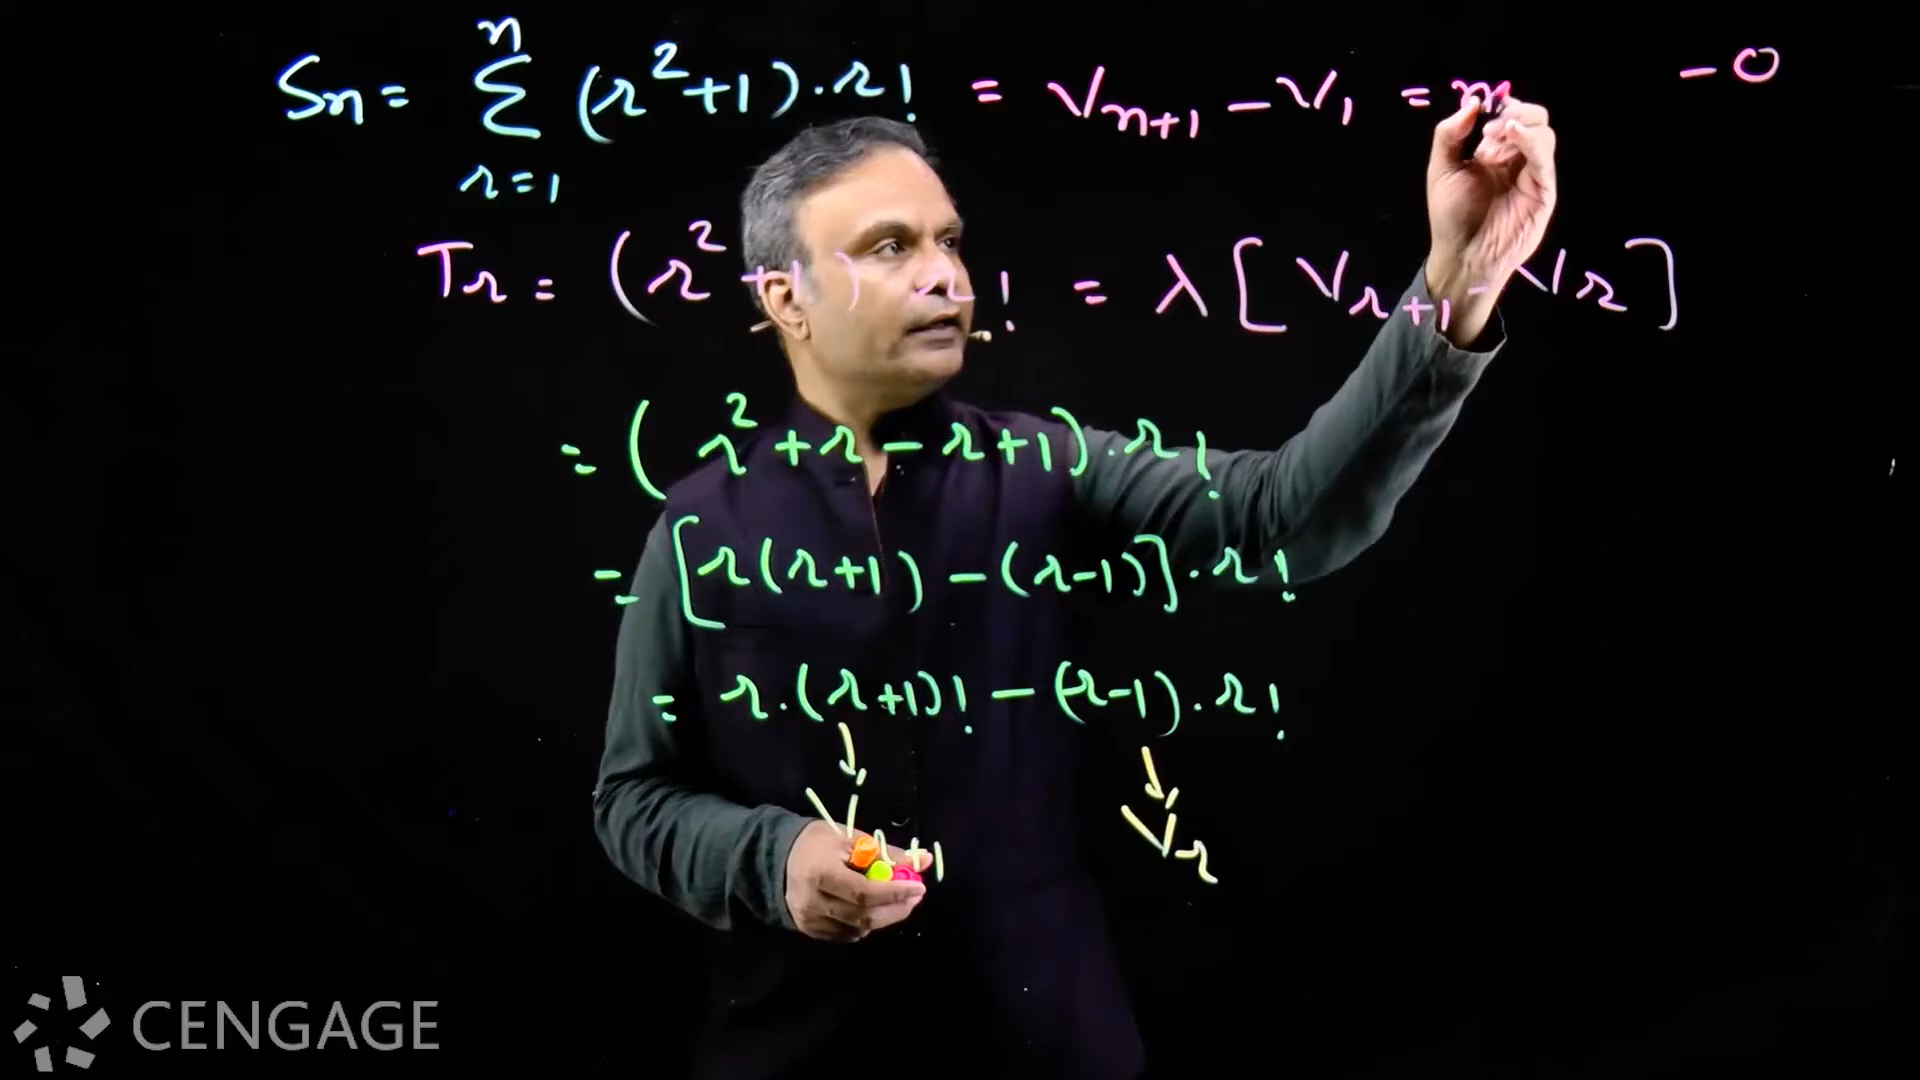 Sn = Σ_{r=1}^{n} (r²+1)·r! = V_{n+1} - V_1 = n - 0
T_r = (r²+1) r! = λ[V_{r+1} - V_r]
= (r²+r-r+1)·r!
= [r(r+1)-(r-1)]·r!
= r·(r+1)! - (r-1)·r!
↓ ↓
V_{r+1} V_r
CENGAGE